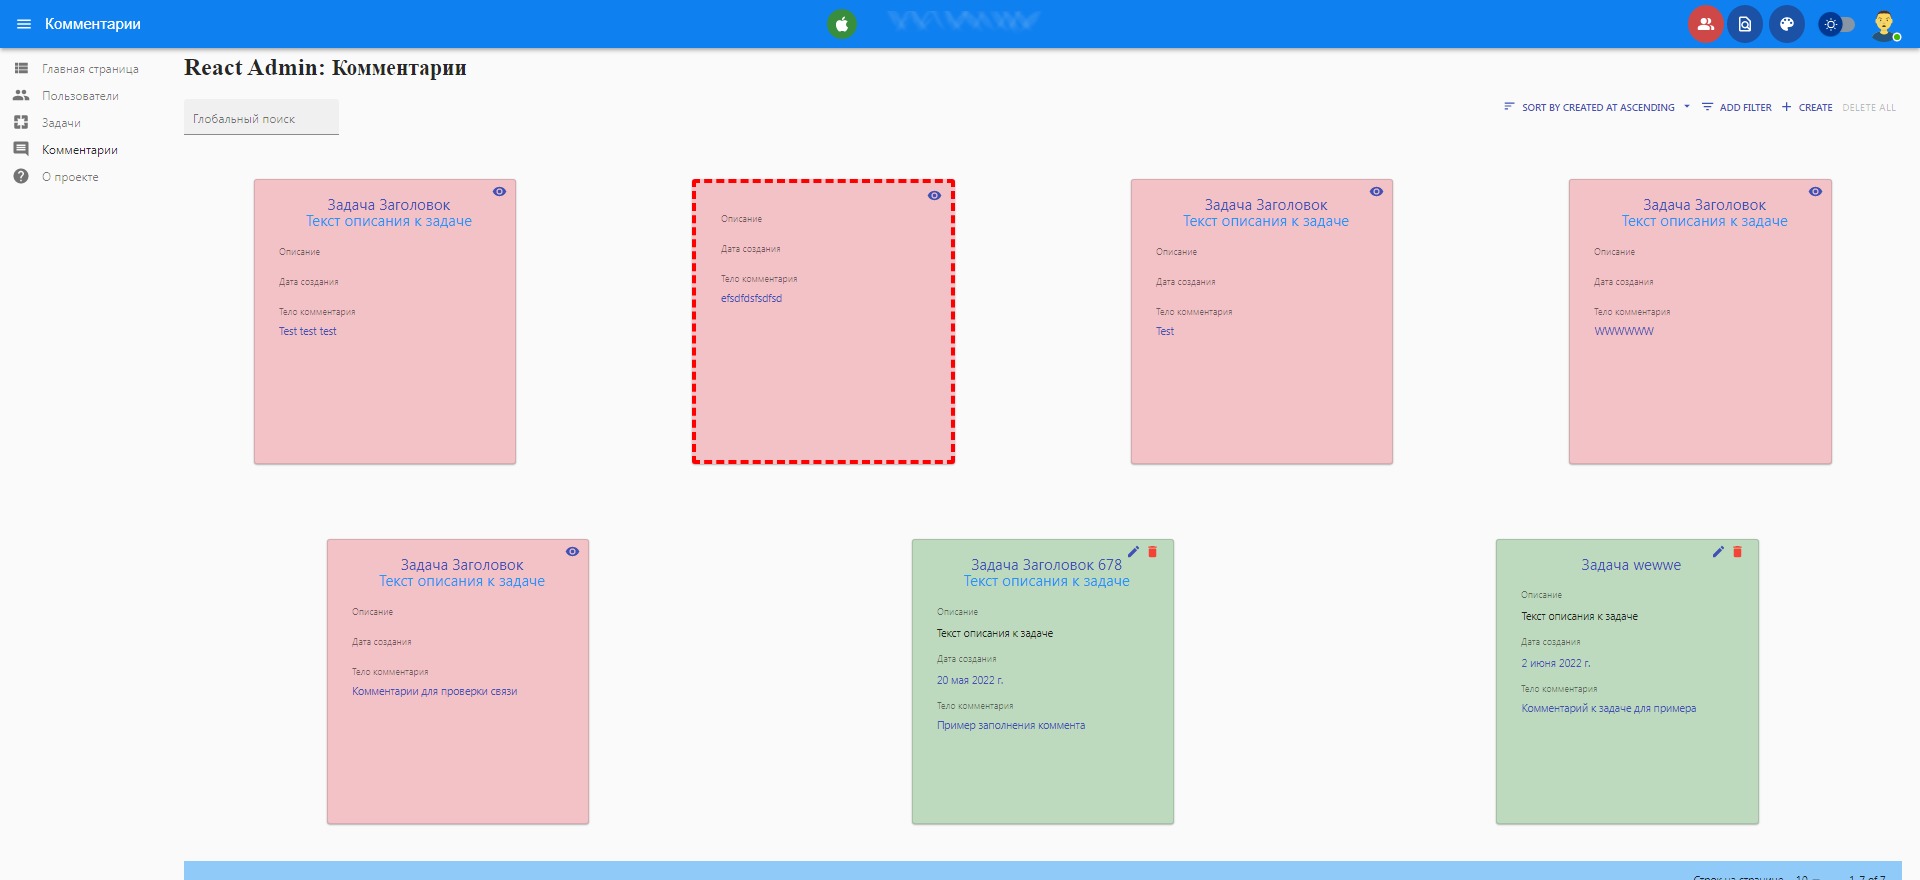 Комментарии
Главная страница
Пользователи
Задачи
Комментарии
О проекте
React Admin: Комментарии
Глобальный поиск
SORT BY CREATED AT ASCENDING ADD FILTER CREATE DELETE ALL
Задача Заголовок
Текст описания к задаче
Описание
Дата создания
Тело комментария
Test test test
Описание
Дата создания
Тело комментария
efsdfdsfsdfsd
Задача Заголовок
Текст описания к задаче
Описание
Дата создания
Тело комментария
Test
Задача Заголовок
Текст описания к задаче
Описание
Дата создания
Тело комментария
WWWWWW
Задача Заголовок
Текст описания к задаче
Описание
Дата создания
Тело комментария
Комментарии для проверки связи
Задача Заголовок 678
Текст описания к задаче
Описание
Текст описания к задаче
Дата создания
20 мая 2022 г.
Тело комментария
Пример заполнения коммента
Задача wewwe
Описание
Текст описания к задаче
Дата создания
2 июня 2022 г.
Тело комментария
Комментарий к задаче для примера
Строк на странице 10 1-7 of 7